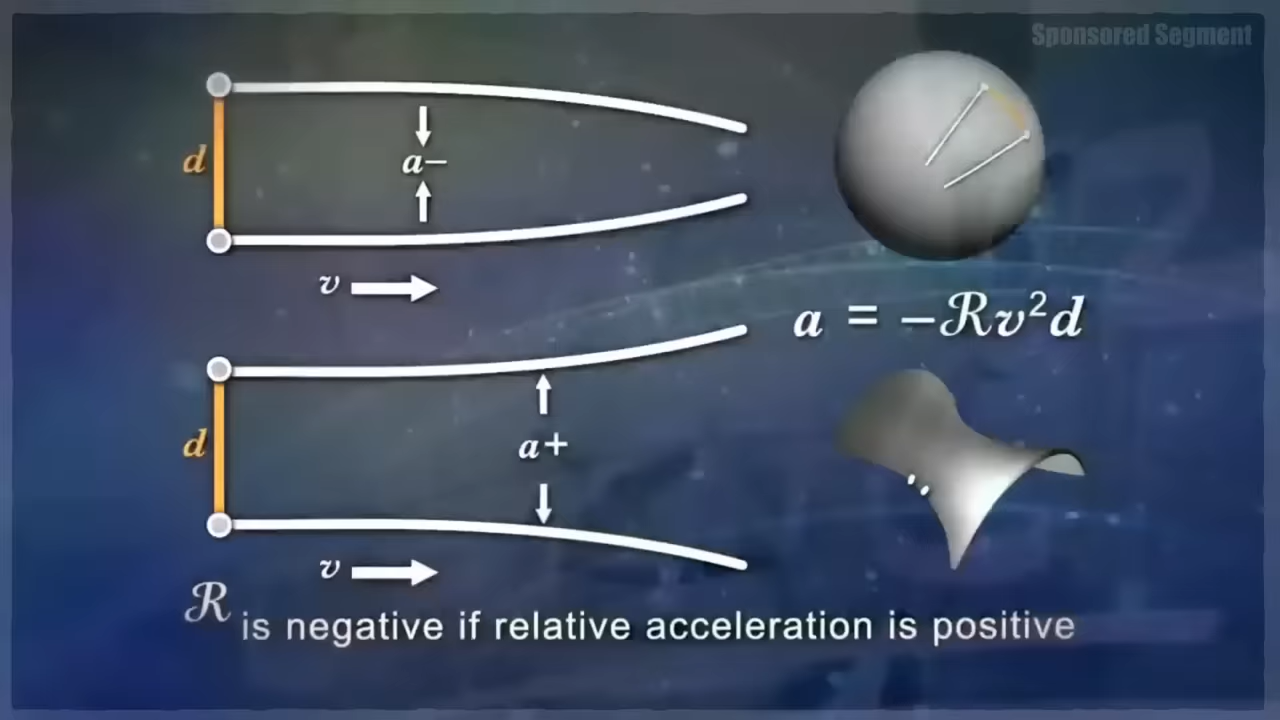 Sponsored Segment
d
a−
v
a = −ℛv²d
d
a+
v
ℛ is negative if relative acceleration is positive